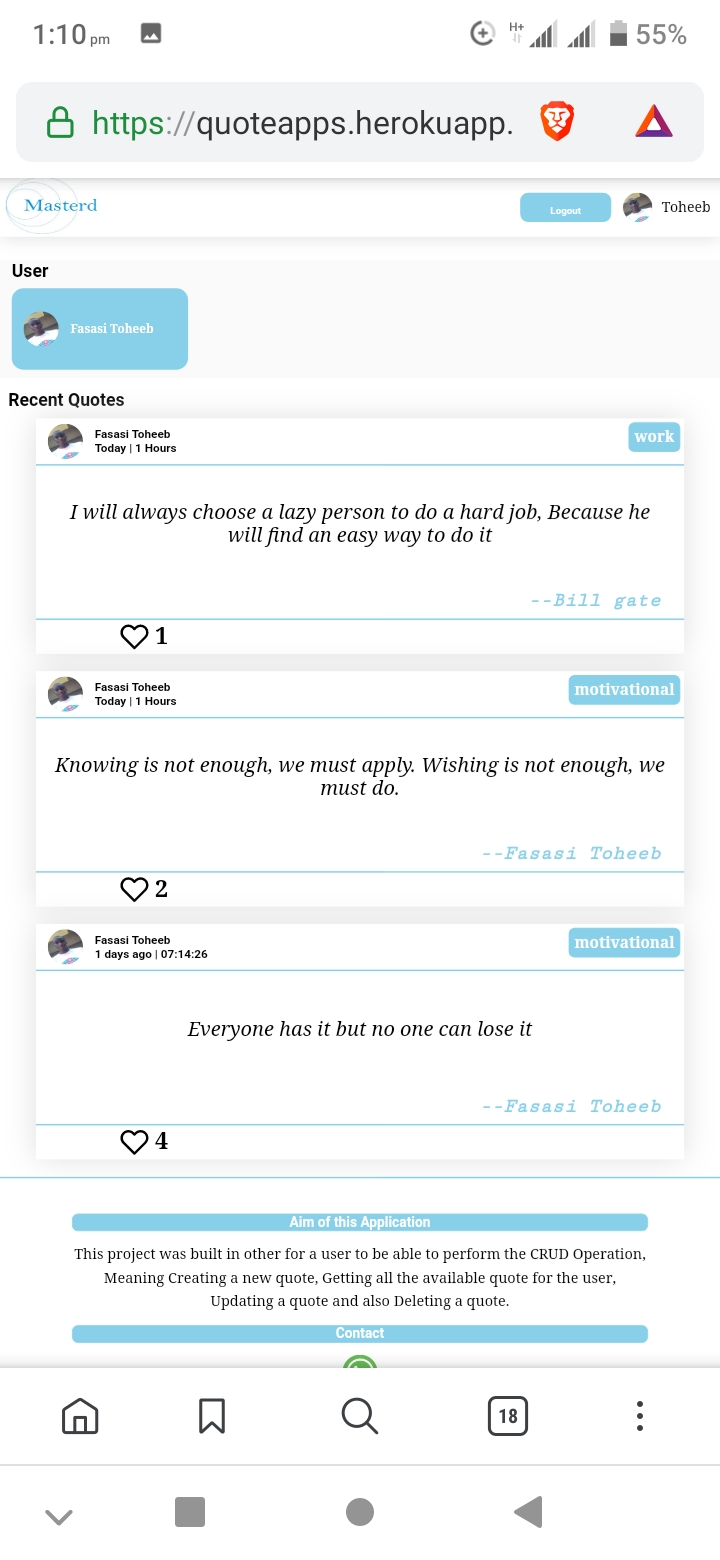 1:10 pm
H+
55%
https://quoteapps.herokuapp.
Masterd
Logout
Toheeb
User
Fasasi Toheeb
Recent Quotes
Fasasi Toheeb
Today | 1 Hours
work
I will always choose a lazy person to do a hard job, Because he
will find an easy way to do it
--Bill gate
1
Fasasi Toheeb
Today | 1 Hours
motivational
Knowing is not enough, we must apply. Wishing is not enough, we
must do.
--Fasasi Toheeb
2
Fasasi Toheeb
1 days ago | 07:14:26
motivational
Everyone has it but no one can lose it
--Fasasi Toheeb
4
Aim of this Application
This project was built in other for a user to be able to perform the CRUD Operation,
Meaning Creating a new quote, Getting all the available quote for the user,
Updating a quote and also Deleting a quote.
Contact
18